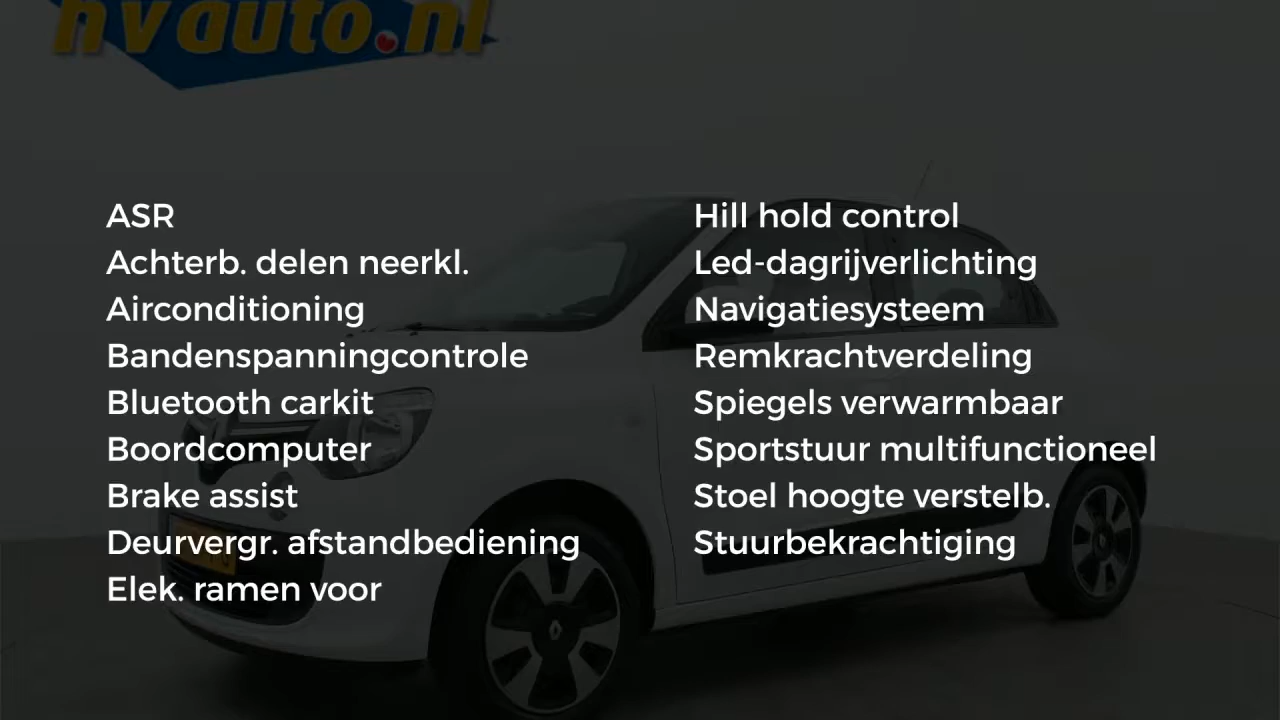 hvauto.nl
ASR
Achterb. delen neerkl.
Airconditioning
Bandenspanningcontrole
Bluetooth carkit
Boordcomputer
Brake assist
Deurvergr. afstandbediening
Elek. ramen voor
Hill hold control
Led-dagrijverlichting
Navigatiesysteem
Remkrachtverdeling
Spiegels verwarmbaar
Sportstuur multifunctioneel
Stoel hoogte verstelb.
Stuurbekrachtiging